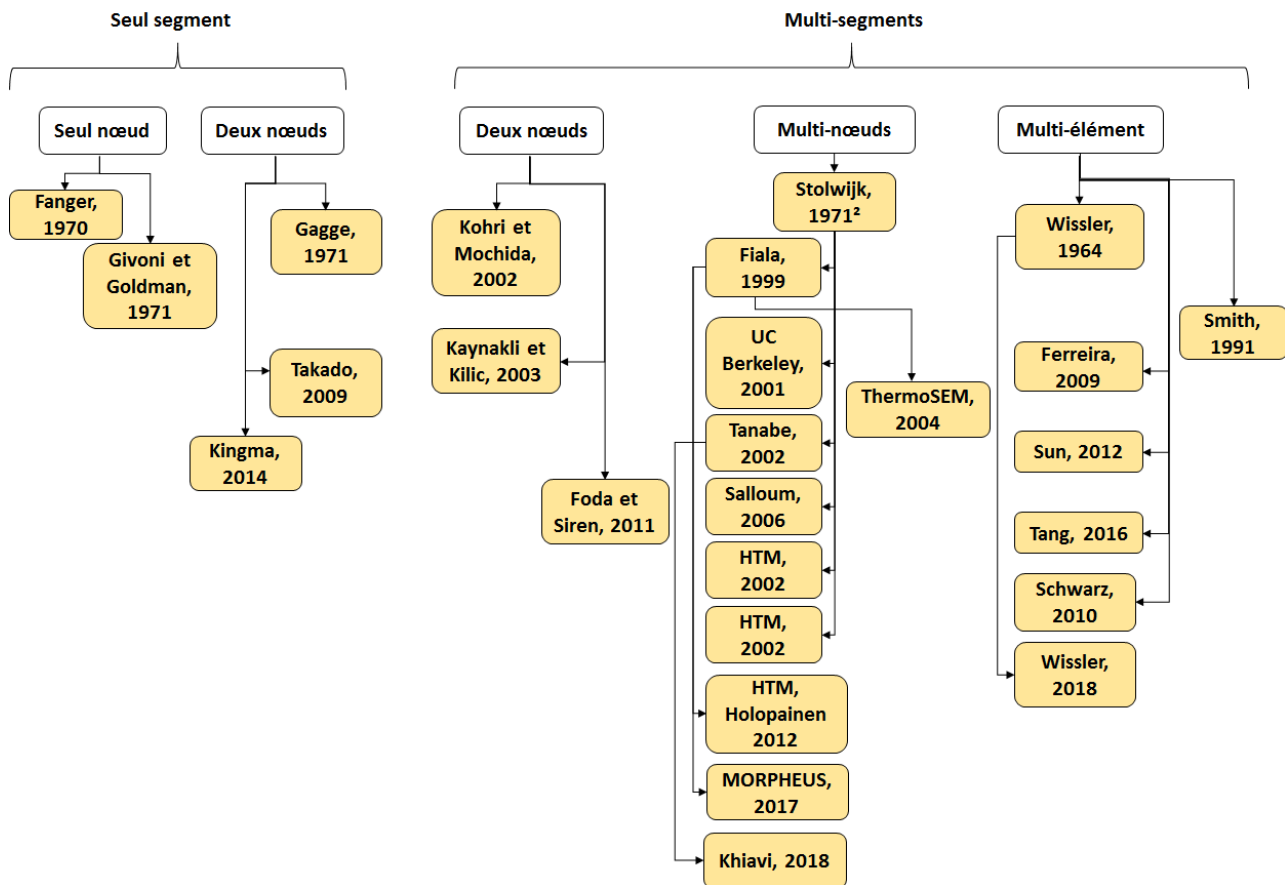 Seul segment
Multi-segments
Seul nœud
Deux nœuds
Deux nœuds
Multi-nœuds
Multi-élément
Fanger,
1970
Givoni et
Goldman,
1971
Gagge,
1971
Takado,
2009
Kingma,
2014
Kohri et
Mochida,
2002
Kaynakli et
Kilic, 2003
Foda et
Siren, 2011
Stolwijk,
1971²
Fiala,
1999
UC
Berkeley,
2001
ThermoSEM,
2004
Tanabe,
2002
Salloum,
2006
HTM,
2002
HTM,
2002
HTM,
Holopainen
2012
MORPHEUS,
2017
Khiavi, 2018
Wissler,
1964
Smith,
1991
Ferreira,
2009
Sun, 2012
Tang, 2016
Schwarz,
2010
Wissler,
2018